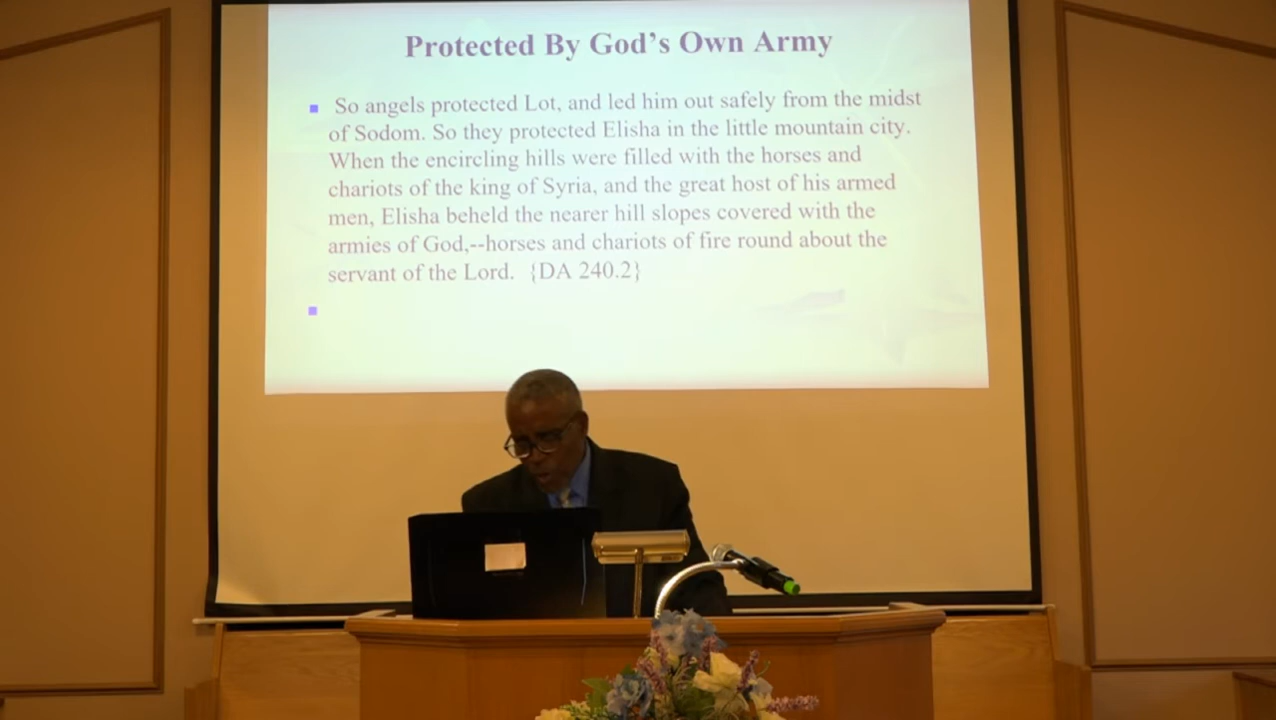 Protected By God's Own Army
So angels protected Lot, and led him out safely from the midst
of Sodom. So they protected Elisha in the little mountain city.
When the encircling hills were filled with the horses and
chariots of the king of Syria, and the great host of his armed
men, Elisha beheld the nearer hill slopes covered with the
armies of God,--horses and chariots of fire round about the
servant of the Lord. {DA 240.2}